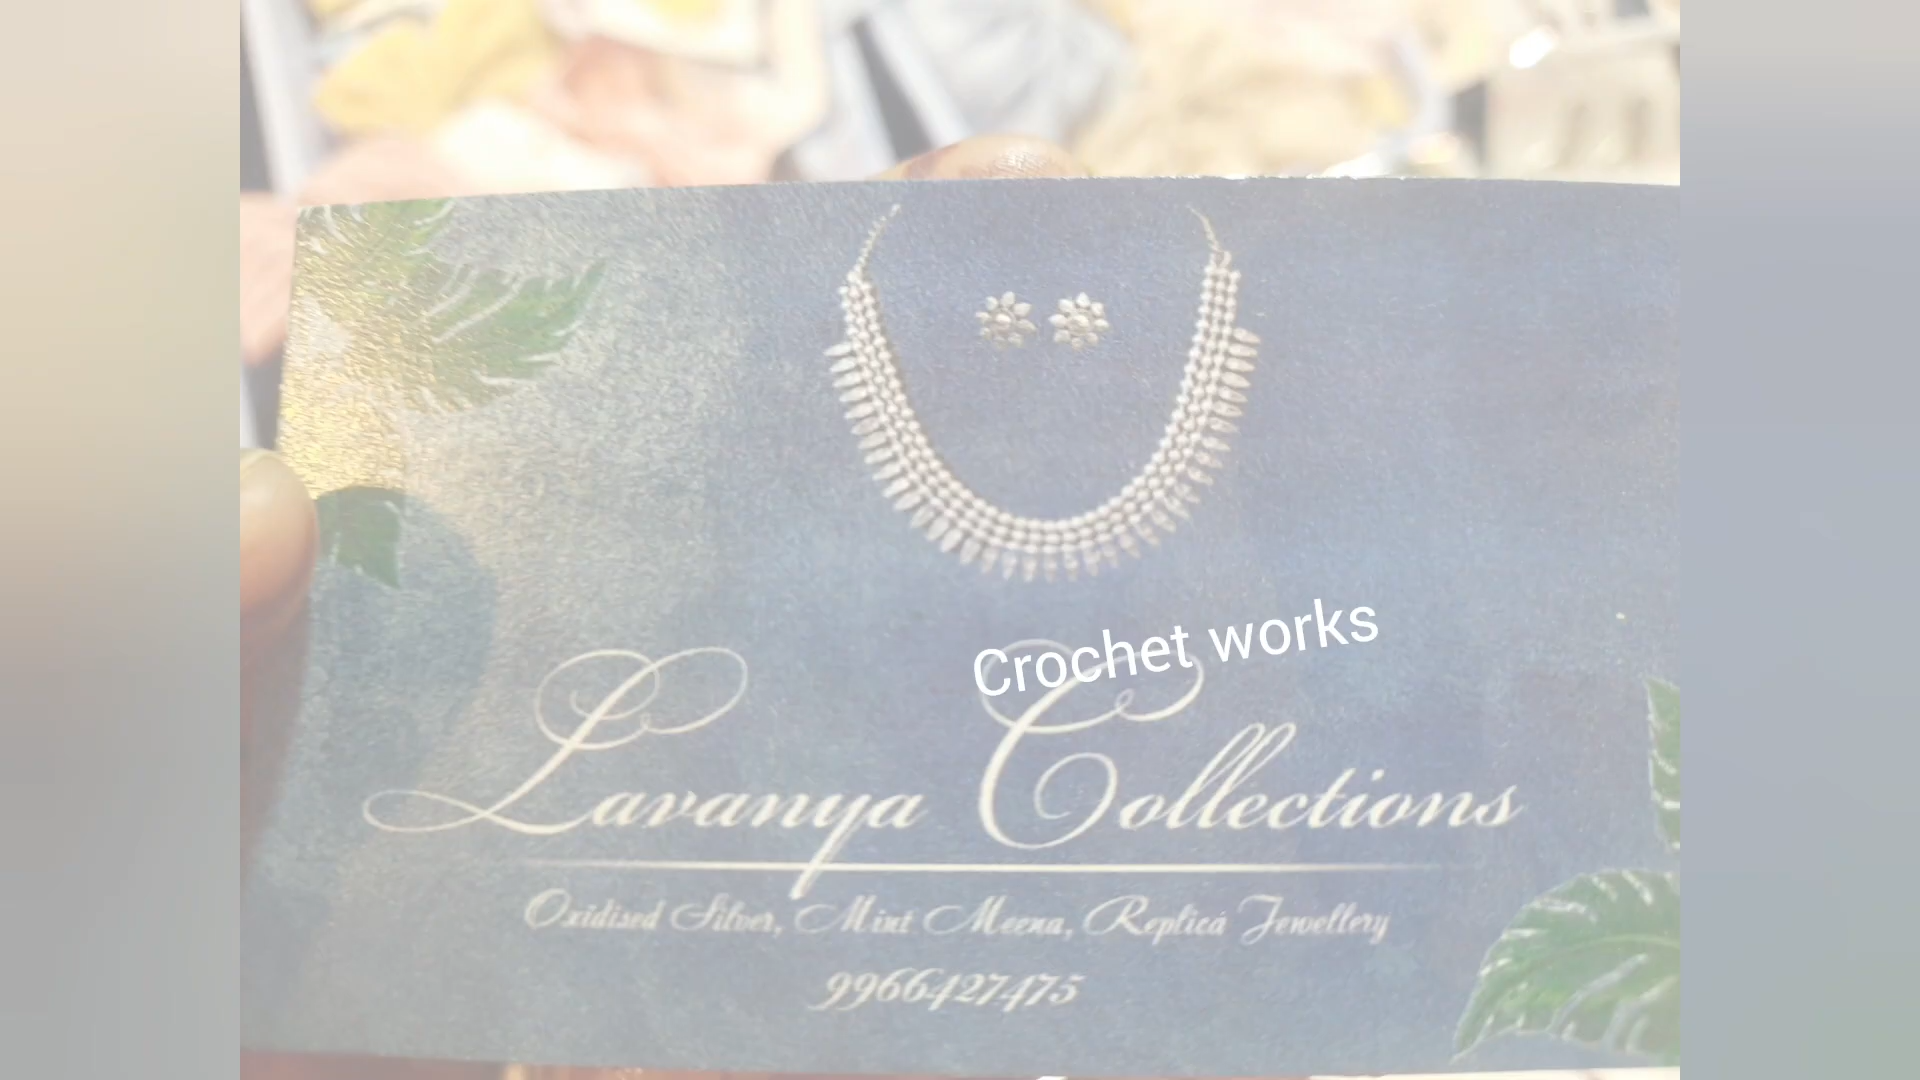 Crochet works
Lavanya Collections
Oxidised Silver, Mint Meena, Replica Jewellery
9966427475